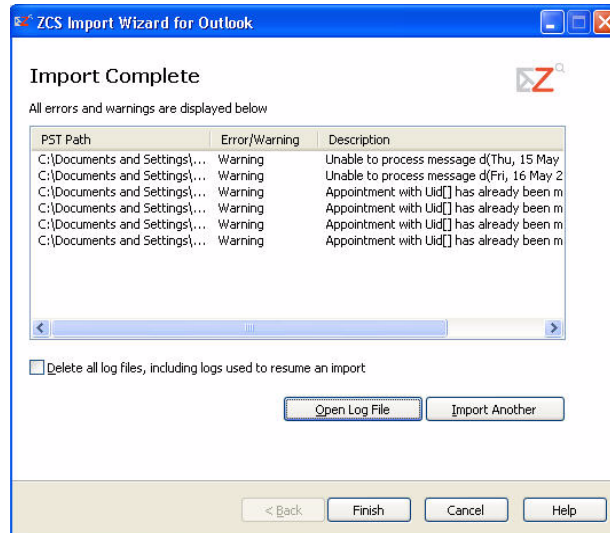 ZCS Import Wizard for Outlook
Import Complete
All errors and warnings are displayed below
PST Path Error/Warning Description
C:\Documents and Settings\... Warning Unable to process message d(Thu, 15 May
C:\Documents and Settings\... Warning Unable to process message d(Fri, 16 May 2
C:\Documents and Settings\... Warning Appointment with Uid[] has already been m
C:\Documents and Settings\... Warning Appointment with Uid[] has already been m
C:\Documents and Settings\... Warning Appointment with Uid[] has already been m
C:\Documents and Settings\... Warning Appointment with Uid[] has already been m
Delete all log files, including logs used to resume an import
Open Log File Import Another
< Back Finish Cancel Help